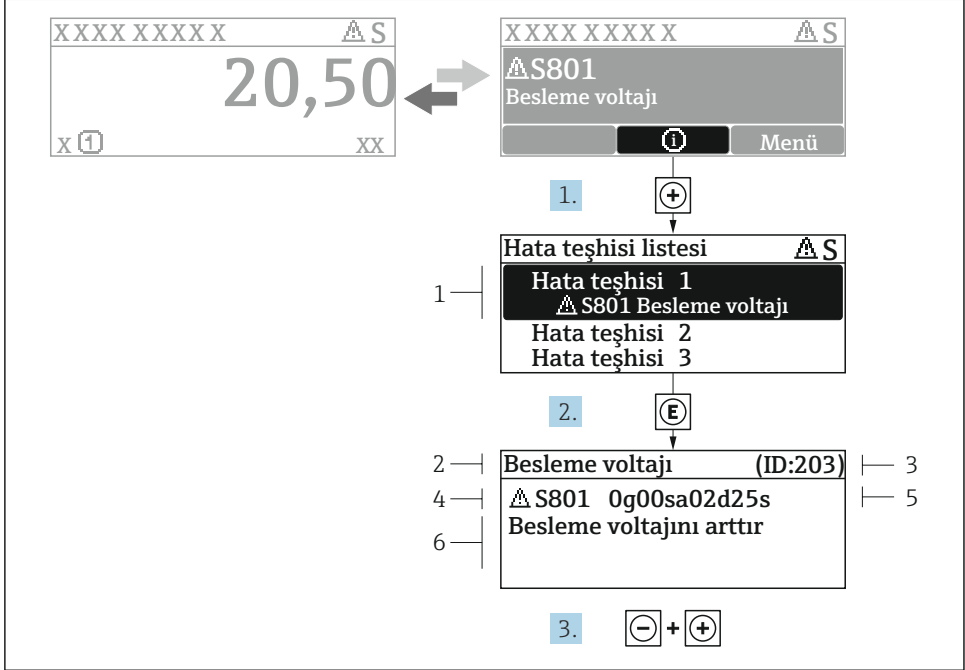 XXXX XXXXX ⚠S
20,50
x 1 xx
XXXX XXXXX ⚠S
⚠S801
Besleme voltajı
i Menü
1. +
Hata teşhisi listesi ⚠S
1
Hata teşhisi 1
⚠ S801 Besleme voltajı
Hata teşhisi 2
Hata teşhisi 3
2. E
2 Besleme voltajı (ID:203) 3
4 ⚠ S801 0g00sa02d25s 5
6 Besleme voltajını arttır
3. - + +